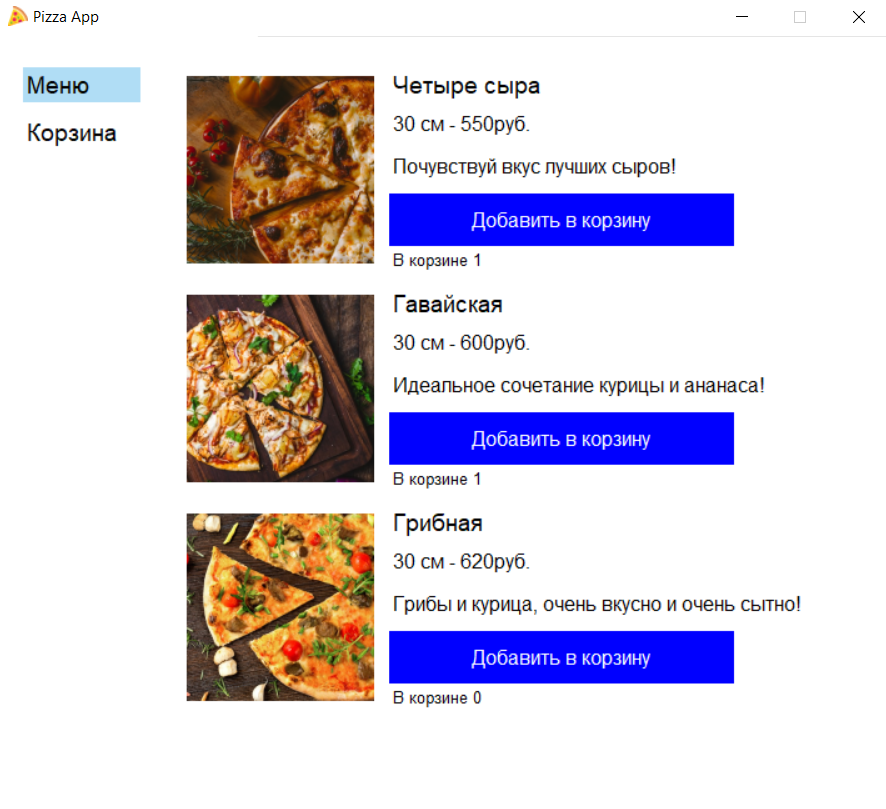 Pizza App
Меню
Корзина
Четыре сыра
30 см - 550руб.
Почувствуй вкус лучших сыров!
Добавить в корзину
В корзине 1
Гавайская
30 см - 600руб.
Идеальное сочетание курицы и ананаса!
Добавить в корзину
В корзине 1
Грибная
30 см - 620руб.
Грибы и курица, очень вкусно и очень сытно!
Добавить в корзину
В корзине 0